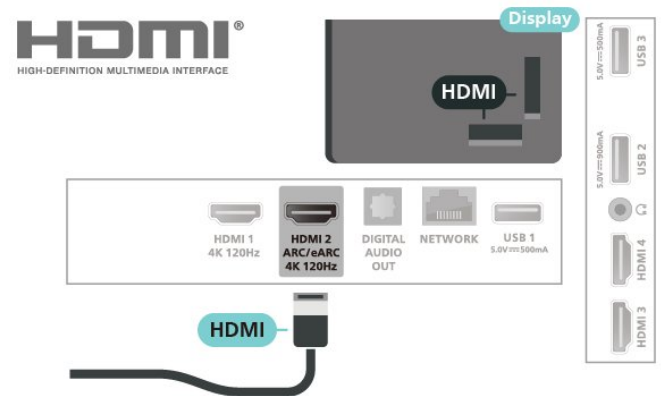 HDMI®
HIGH-DEFINITION MULTIMEDIA INTERFACE
Display
HDMI
HDMI 1
4K 120Hz
HDMI 2
ARC/eARC
4K 120Hz
DIGITAL
AUDIO
OUT
NETWORK
USB 1
5.0V⎓500mA
HDMI
5.0V⎓500mA
USB 3
5.0V⎓900mA
USB 2
HDMI 4
HDMI 3